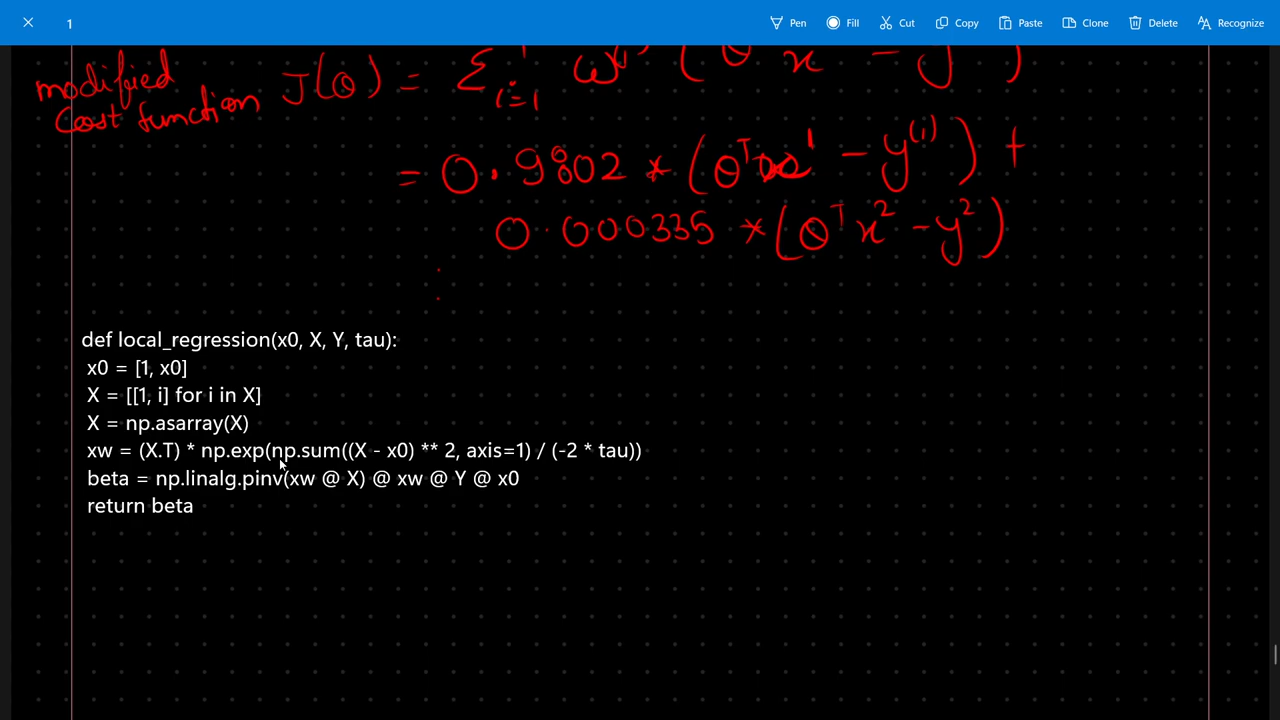 1 Pen Fill Cut Copy Paste Clone Delete Recognize
modified J(θ) = Σ i=1
Cost function
= 0.9802 * (θᵀx¹ - y⁽¹⁾) +
0.000335 * (θᵀx² - y²)
def local_regression(x0, X, Y, tau):
x0 = [1, x0]
X = [[1, i] for i in X]
X = np.asarray(X)
xw = (X.T) * np.exp(np.sum((X - x0) ** 2, axis=1) / (-2 * tau))
beta = np.linalg.pinv(xw @ X) @ xw @ Y @ x0
return beta